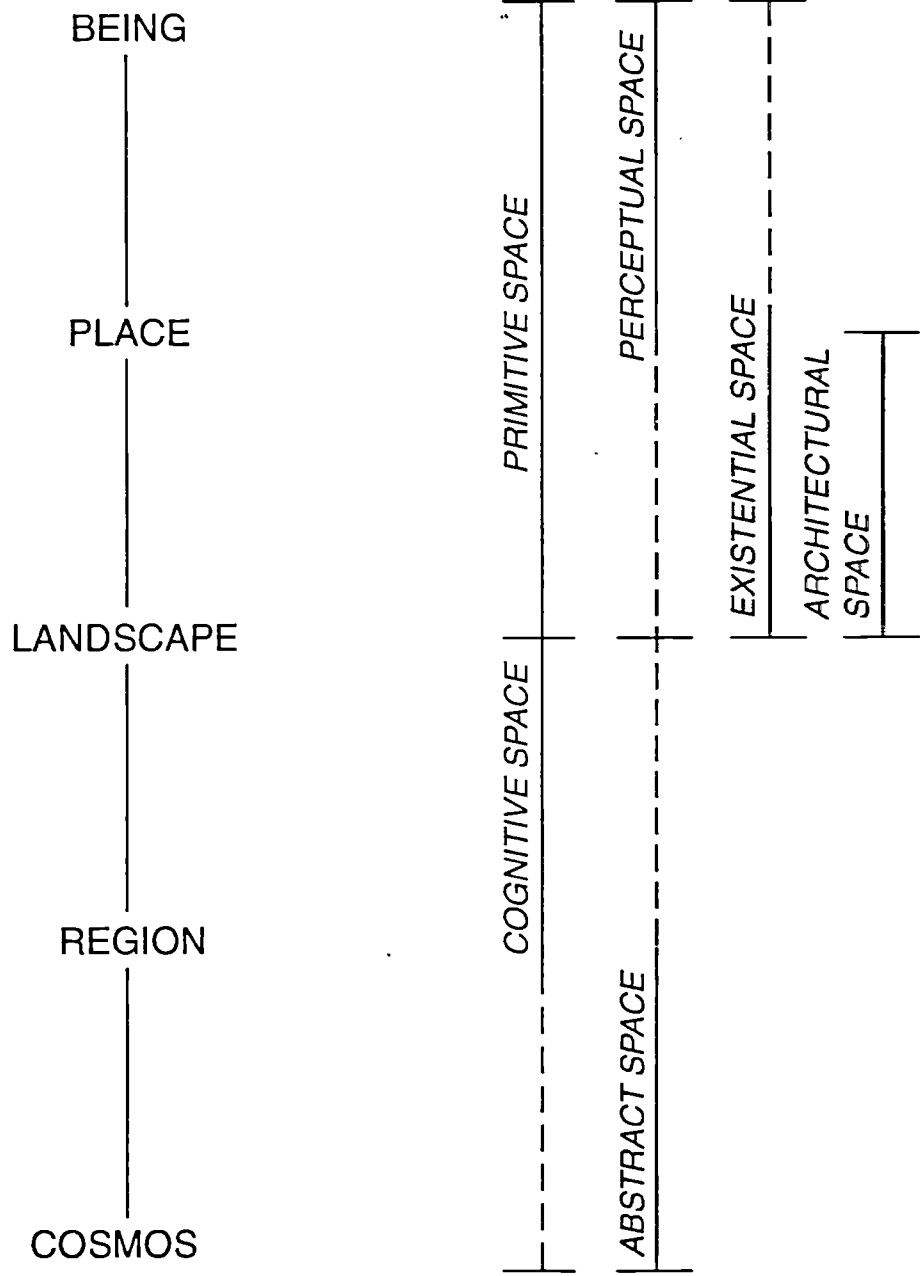 BEING
PLACE
LANDSCAPE
REGION
COSMOS
PRIMITIVE SPACE
COGNITIVE SPACE
PERCEPTUAL SPACE
ABSTRACT SPACE
EXISTENTIAL SPACE
ARCHITECTURAL
SPACE